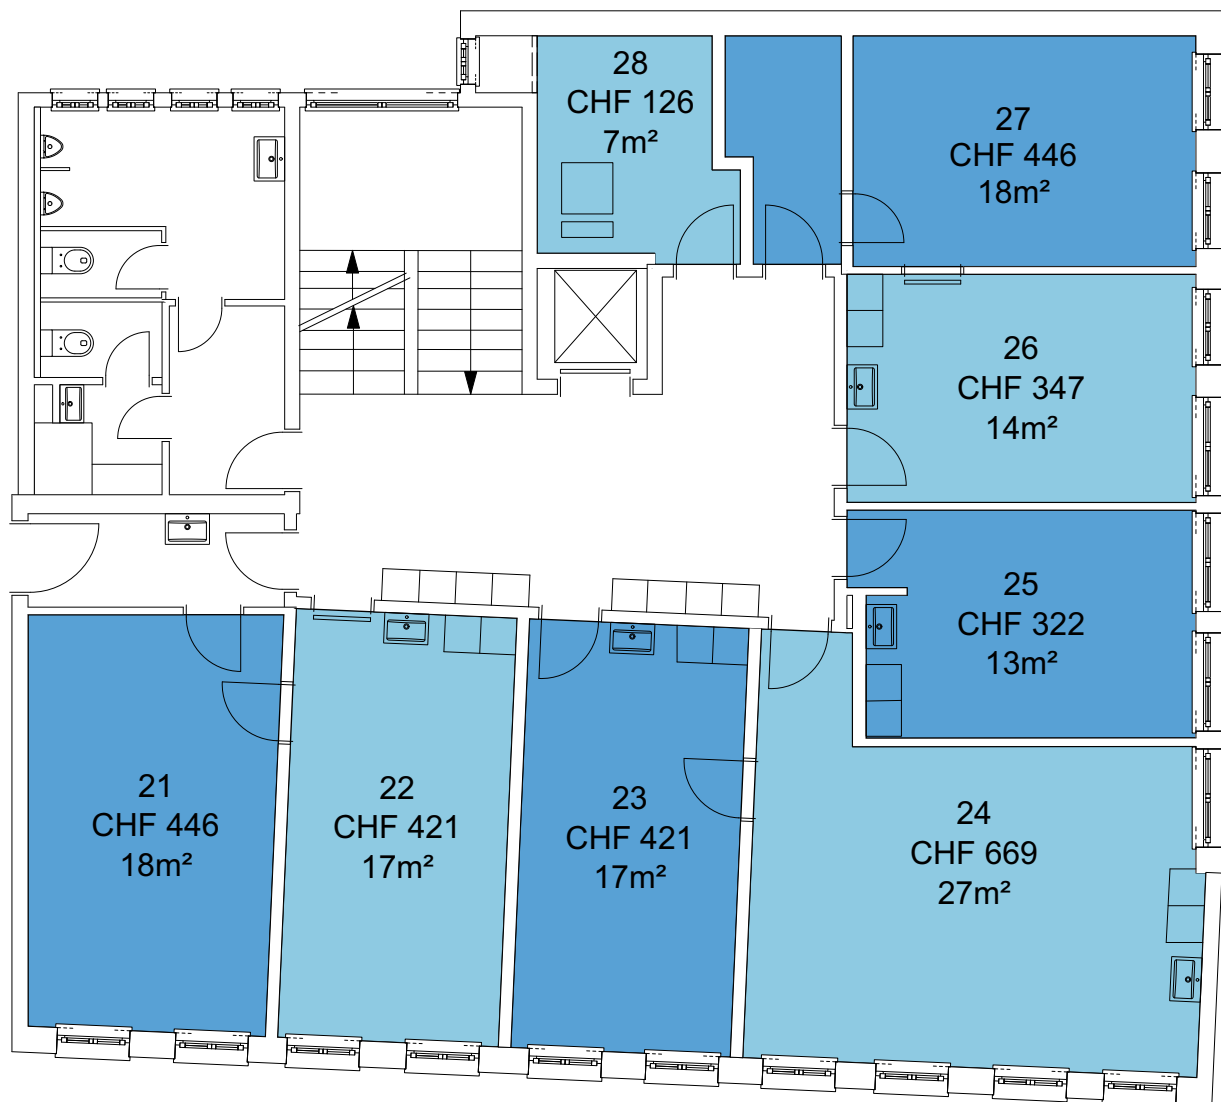 28
CHF 126
7m²
27
CHF 446
18m²
26
CHF 347
14m²
25
CHF 322
13m²
21
CHF 446
18m²
22
CHF 421
17m²
23
CHF 421
17m²
24
CHF 669
27m²